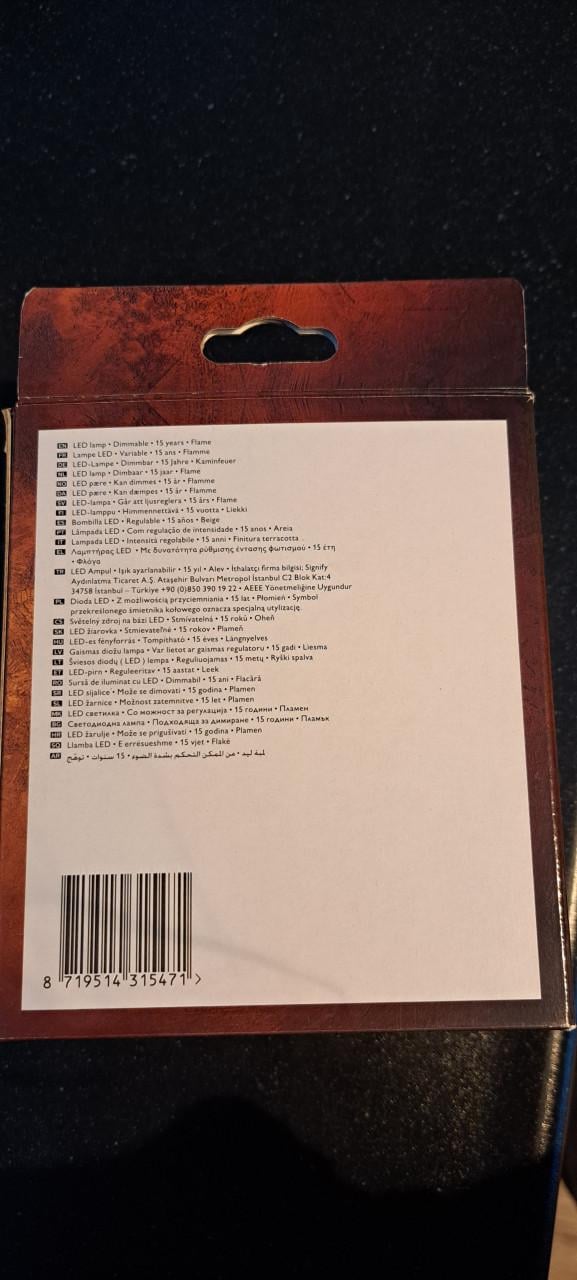 EN LED lamp • Dimmable • 15 years • Flame
FR Lampe LED • Variable • 15 ans • Flamme
DE LED-Lampe • Dimmbar • 15 Jahre • Kaminfeuer
NL LED lamp • Dimbaar • 15 jaar • Flame
NO LED pære • Kan dimmes • 15 år • Flamme
DA LED pære • Kan dæmpes • 15 år • Flamme
SV LED-lampa • Går att ljusreglera • 15 års • Flame
FI LED-lamppu • Himmennettävä • 15 vuotta • Liekki
ES Bombilla LED • Regulable • 15 años • Beige
PT Lâmpada LED • Com regulação de intensidade • 15 anos • Areia
IT Lampada LED • Intensità regolabile • 15 anni • Finitura terracotta
EL Λαμπτήρας LED • Με δυνατότητα ρύθμισης έντασης φωτισμού • 15 έτη
• Φλόγα
TR LED Ampul • Işık ayarlanabilir • 15 yıl • Alev • İthalatçı firma bilgisi; Signify
Aydınlatma Ticaret A.Ş. Ataşehir Bulvarı Metropol İstanbul C2 Blok Kat:4
34758 İstanbul – Türkiye +90 (0)850 390 19 22 • AEEE Yönetmeliğine Uygundur
PL Dioda LED • Z możliwością przyciemniania • 15 lat • Płomień • Symbol
przekreślonego śmietnika kołowego oznacza specjalną utylizację.
CS Světelný zdroj na bázi LED • Stmívatelná • 15 roků • Oheň
SK LED žiarovka • Stmievateľné • 15 rokov • Plameň
HU LED-es fényforrás • Tompítható • 15 éves • Lángnyelves
LV Gaismas diožu lampa • Var lietot ar gaismas regulatoru • 15 gadi • Liesma
LT Šviesos diodų ( LED ) lempa • Reguliuojamas • 15 metų • Ryški spalva
ET LED-pirn • Reguleeritav • 15 aastat • Leek
RO Sursă de iluminat cu LED • Dimmabil • 15 ani • Flacără
SR LED sijalice • Može se dimovati • 15 godina • Plamen
SL LED žarnice • Možnost zatemnitve • 15 let • Plamen
MK LED светилка • Со можност за регулација • 15 години • Пламен
BG Светодиодна лампа • Подходяща за димиране • 15 години • Пламък
HR LED žarulje • Može se prigušivati • 15 godina • Plamen
SQ Llamba LED • E errësueshme • 15 vjet • Flakë
AR لمبة ليد • من الممكن التحكم بشدة الضوء • 15 سنوات • توهج
8 719514 315471 >